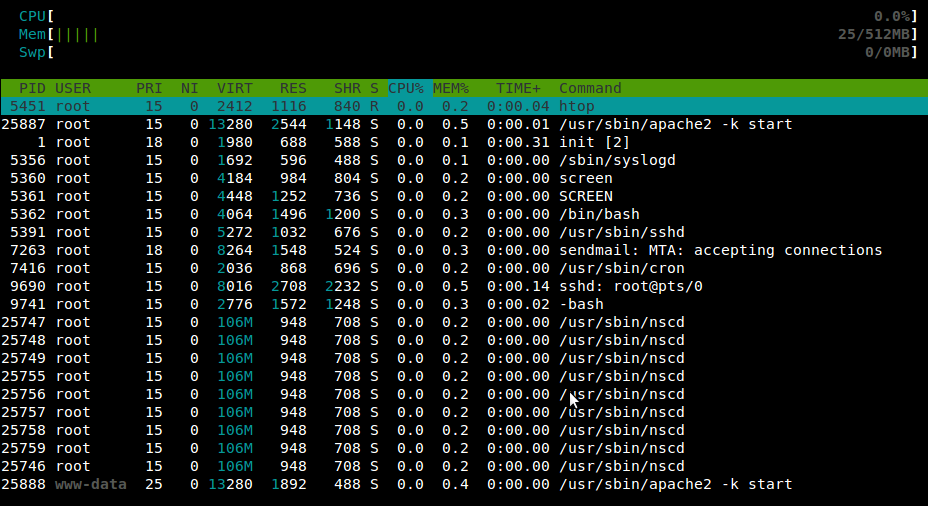 CPU[ 0.0%]
Mem[||||| 25/512MB]
Swp[ 0/0MB]
PID USER PRI NI VIRT RES SHR S CPU% MEM% TIME+ Command
5451 root 15 0 2412 1116 840 R 0.0 0.2 0:00.04 htop
25887 root 15 0 13280 2544 1148 S 0.0 0.5 0:00.01 /usr/sbin/apache2 -k start
1 root 18 0 1980 688 588 S 0.0 0.1 0:00.31 init [2]
5356 root 15 0 1692 596 488 S 0.0 0.1 0:00.00 /sbin/syslogd
5360 root 15 0 4184 984 804 S 0.0 0.2 0:00.00 screen
5361 root 15 0 4448 1252 736 S 0.0 0.2 0:00.00 SCREEN
5362 root 15 0 4064 1496 1200 S 0.0 0.3 0:00.00 /bin/bash
5391 root 15 0 5272 1032 676 S 0.0 0.2 0:00.00 /usr/sbin/sshd
7263 root 18 0 8264 1548 524 S 0.0 0.3 0:00.00 sendmail: MTA: accepting connections
7416 root 15 0 2036 868 696 S 0.0 0.2 0:00.00 /usr/sbin/cron
9690 root 15 0 8016 2708 2232 S 0.0 0.5 0:00.14 sshd: root@pts/0
9741 root 15 0 2776 1572 1248 S 0.0 0.3 0:00.02 -bash
25747 root 15 0 106M 948 708 S 0.0 0.2 0:00.00 /usr/sbin/nscd
25748 root 15 0 106M 948 708 S 0.0 0.2 0:00.00 /usr/sbin/nscd
25749 root 15 0 106M 948 708 S 0.0 0.2 0:00.00 /usr/sbin/nscd
25755 root 15 0 106M 948 708 S 0.0 0.2 0:00.00 /usr/sbin/nscd
25756 root 15 0 106M 948 708 S 0.0 0.2 0:00.00 /usr/sbin/nscd
25757 root 15 0 106M 948 708 S 0.0 0.2 0:00.00 /usr/sbin/nscd
25758 root 15 0 106M 948 708 S 0.0 0.2 0:00.00 /usr/sbin/nscd
25759 root 15 0 106M 948 708 S 0.0 0.2 0:00.00 /usr/sbin/nscd
25746 root 15 0 106M 948 708 S 0.0 0.2 0:00.00 /usr/sbin/nscd
25888 www-data 25 0 13280 1892 488 S 0.0 0.4 0:00.00 /usr/sbin/apache2 -k start